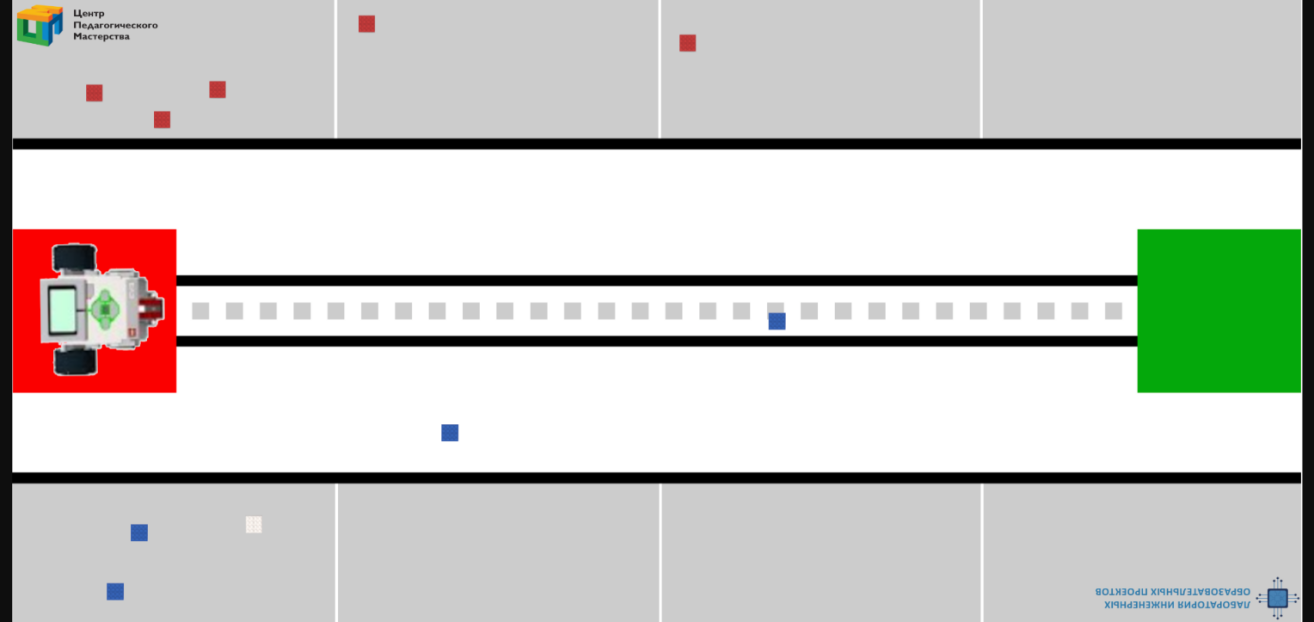 Центр
Педагогического
Мастерства
ЛАБОРАТОРИЯ ИНЖЕНЕРНЫХ
ОБРАЗОВАТЕЛЬНЫХ ПРОЕКТОВ